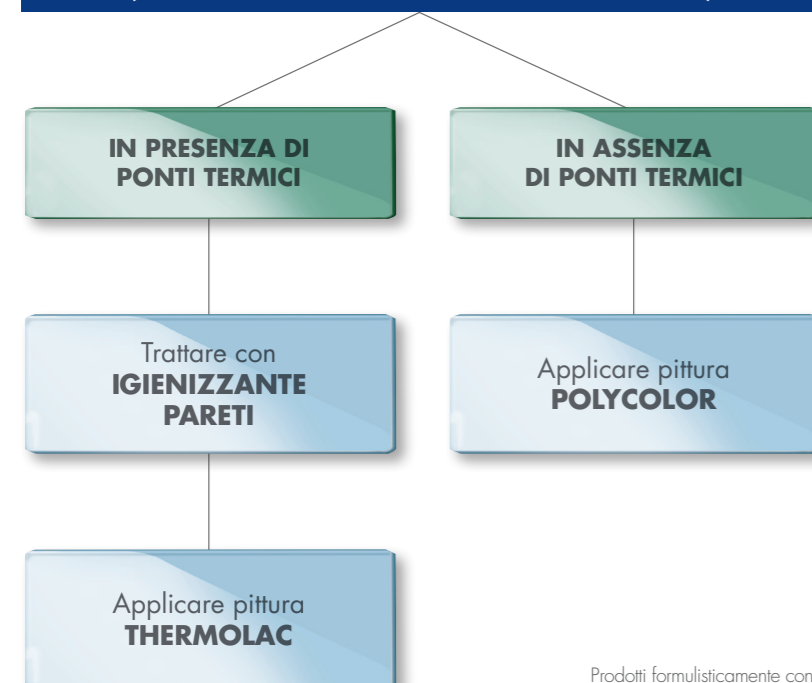 IN PRESENZA DI
PONTI TERMICI
IN ASSENZA
DI PONTI TERMICI
Trattare con
IGIENIZZANTE
PARETI
Applicare pittura
POLYCOLOR
Applicare pittura
THERMOLAC
Prodotti formulisticamente con